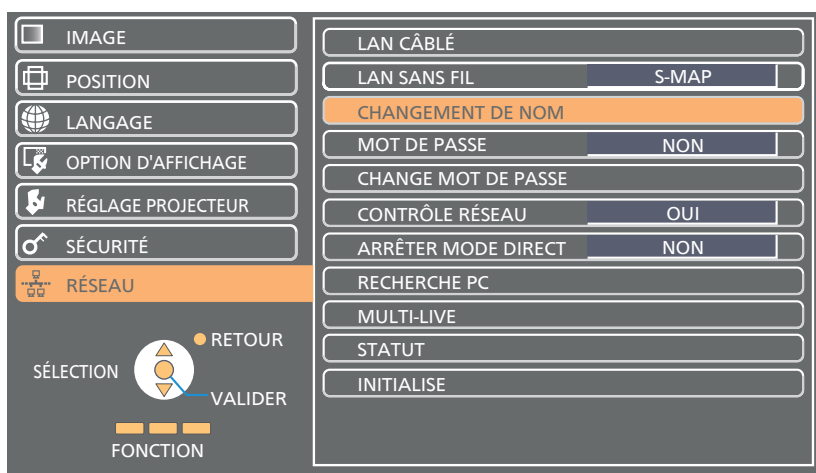 IMAGE
POSITION
LANGAGE
OPTION D'AFFICHAGE
RÉGLAGE PROJECTEUR
SÉCURITÉ
RÉSEAU
RETOUR
SÉLECTION
VALIDER
FONCTION
LAN CÂBLÉ
LAN SANS FIL S-MAP
CHANGEMENT DE NOM
MOT DE PASSE NON
CHANGE MOT DE PASSE
CONTRÔLE RÉSEAU OUI
ARRÊTER MODE DIRECT NON
RECHERCHE PC
MULTI-LIVE
STATUT
INITIALISE